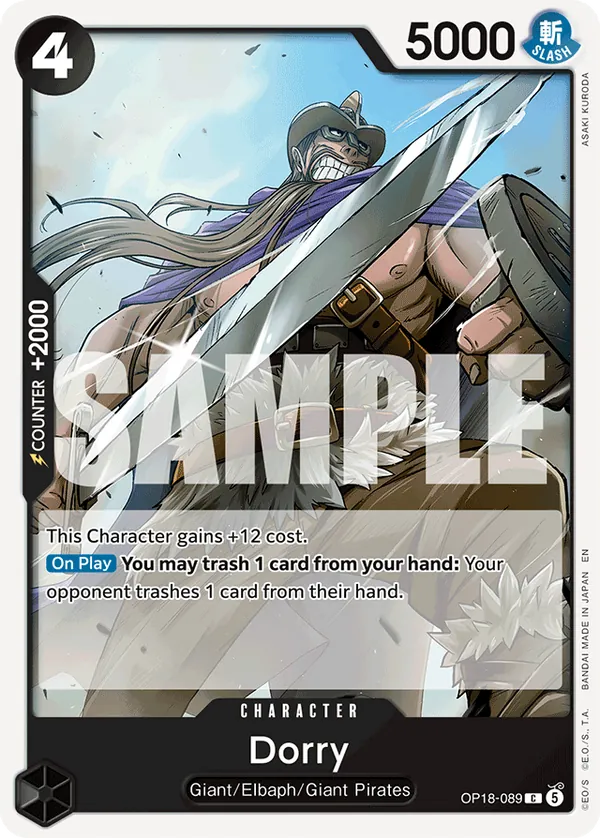 4
5000
斬
SLASH
ASAKI KURODA
COUNTER +2000
SAMPLE
This Character gains +12 cost.
On Play You may trash 1 card from your hand: Your
opponent trashes 1 card from their hand.
CHARACTER
Dorry
Giant/Elbaph/Giant Pirates
OP18-089 C 5
©EO/S ©E.O./S., T.A. BANDAI MADE IN JAPAN EN